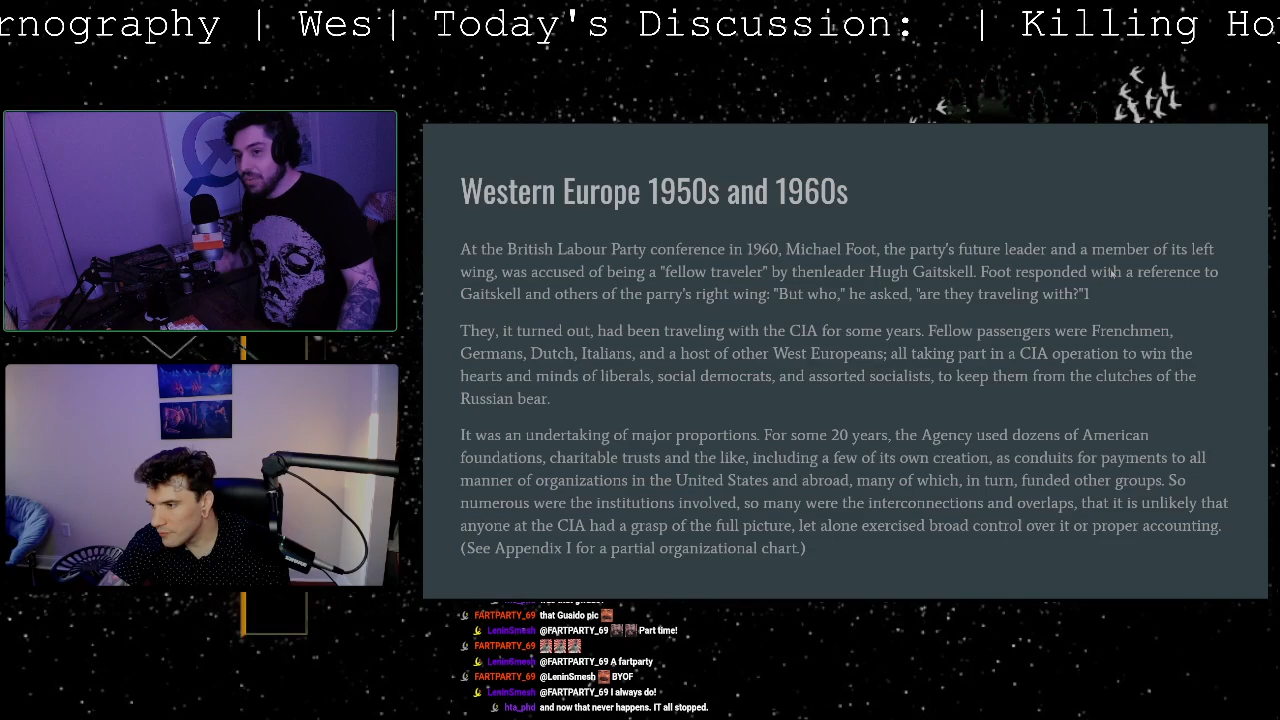 rnography | Wes| Today's Discussion: | Killing Ho
Western Europe 1950s and 1960s
At the British Labour Party conference in 1960, Michael Foot, the party's future leader and a member of its left
wing, was accused of being a "fellow traveler" by thenleader Hugh Gaitskell. Foot responded with a reference to
Gaitskell and others of the parry's right wing: "But who," he asked, "are they traveling with?"1
They, it turned out, had been traveling with the CIA for some years. Fellow passengers were Frenchmen,
Germans, Dutch, Italians, and a host of other West Europeans; all taking part in a CIA operation to win the
hearts and minds of liberals, social democrats, and assorted socialists, to keep them from the clutches of the
Russian bear.
It was an undertaking of major proportions. For some 20 years, the Agency used dozens of American
foundations, charitable trusts and the like, including a few of its own creation, as conduits for payments to all
manner of organizations in the United States and abroad, many of which, in turn, funded other groups. So
numerous were the institutions involved, so many were the interconnections and overlaps, that it is unlikely that
anyone at the CIA had a grasp of the full picture, let alone exercised broad control over it or proper accounting.
(See Appendix I for a partial organizational chart.)
FARTPARTY_69 that Guaido pic
LeninSmesh @FARTPARTY_69 Part time!
FARTPARTY_69
LeninSmesh @FARTPARTY_69 A fartparty
FARTPARTY_69 @LeninSmesh BYOF
LeninSmesh @FARTPARTY_69 I always do!
hta_phd and now that never happens. IT all stopped.